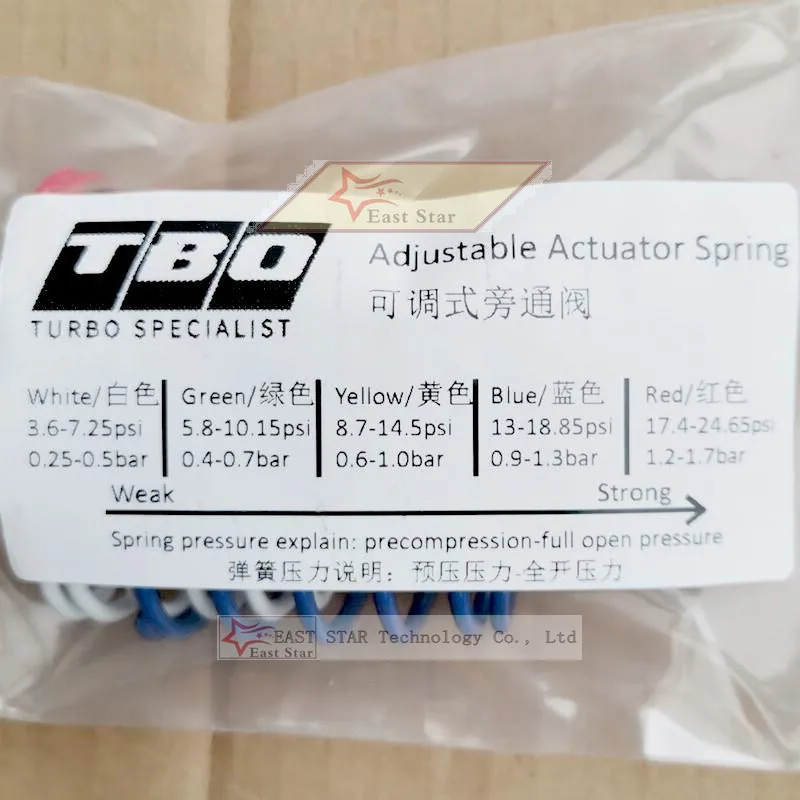 East Star
TBO
TURBO SPECIALIST
Adjustable Actuator Spring
可调式旁通阀
White/白色
3.6-7.25psi
0.25-0.5bar
Green/绿色
5.8-10.15psi
0.4-0.7bar
Yellow/黄色
8.7-14.5psi
0.6-1.0bar
Blue/蓝色
13-18.85psi
0.9-1.3bar
Red/红色
17.4-24.65psi
1.2-1.7bar
Weak Strong
Spring pressure explain: precompression-full open pressure
弹簧压力说明：预压压力-全开压力
EAST STAR Technology Co., Ltd
East Star